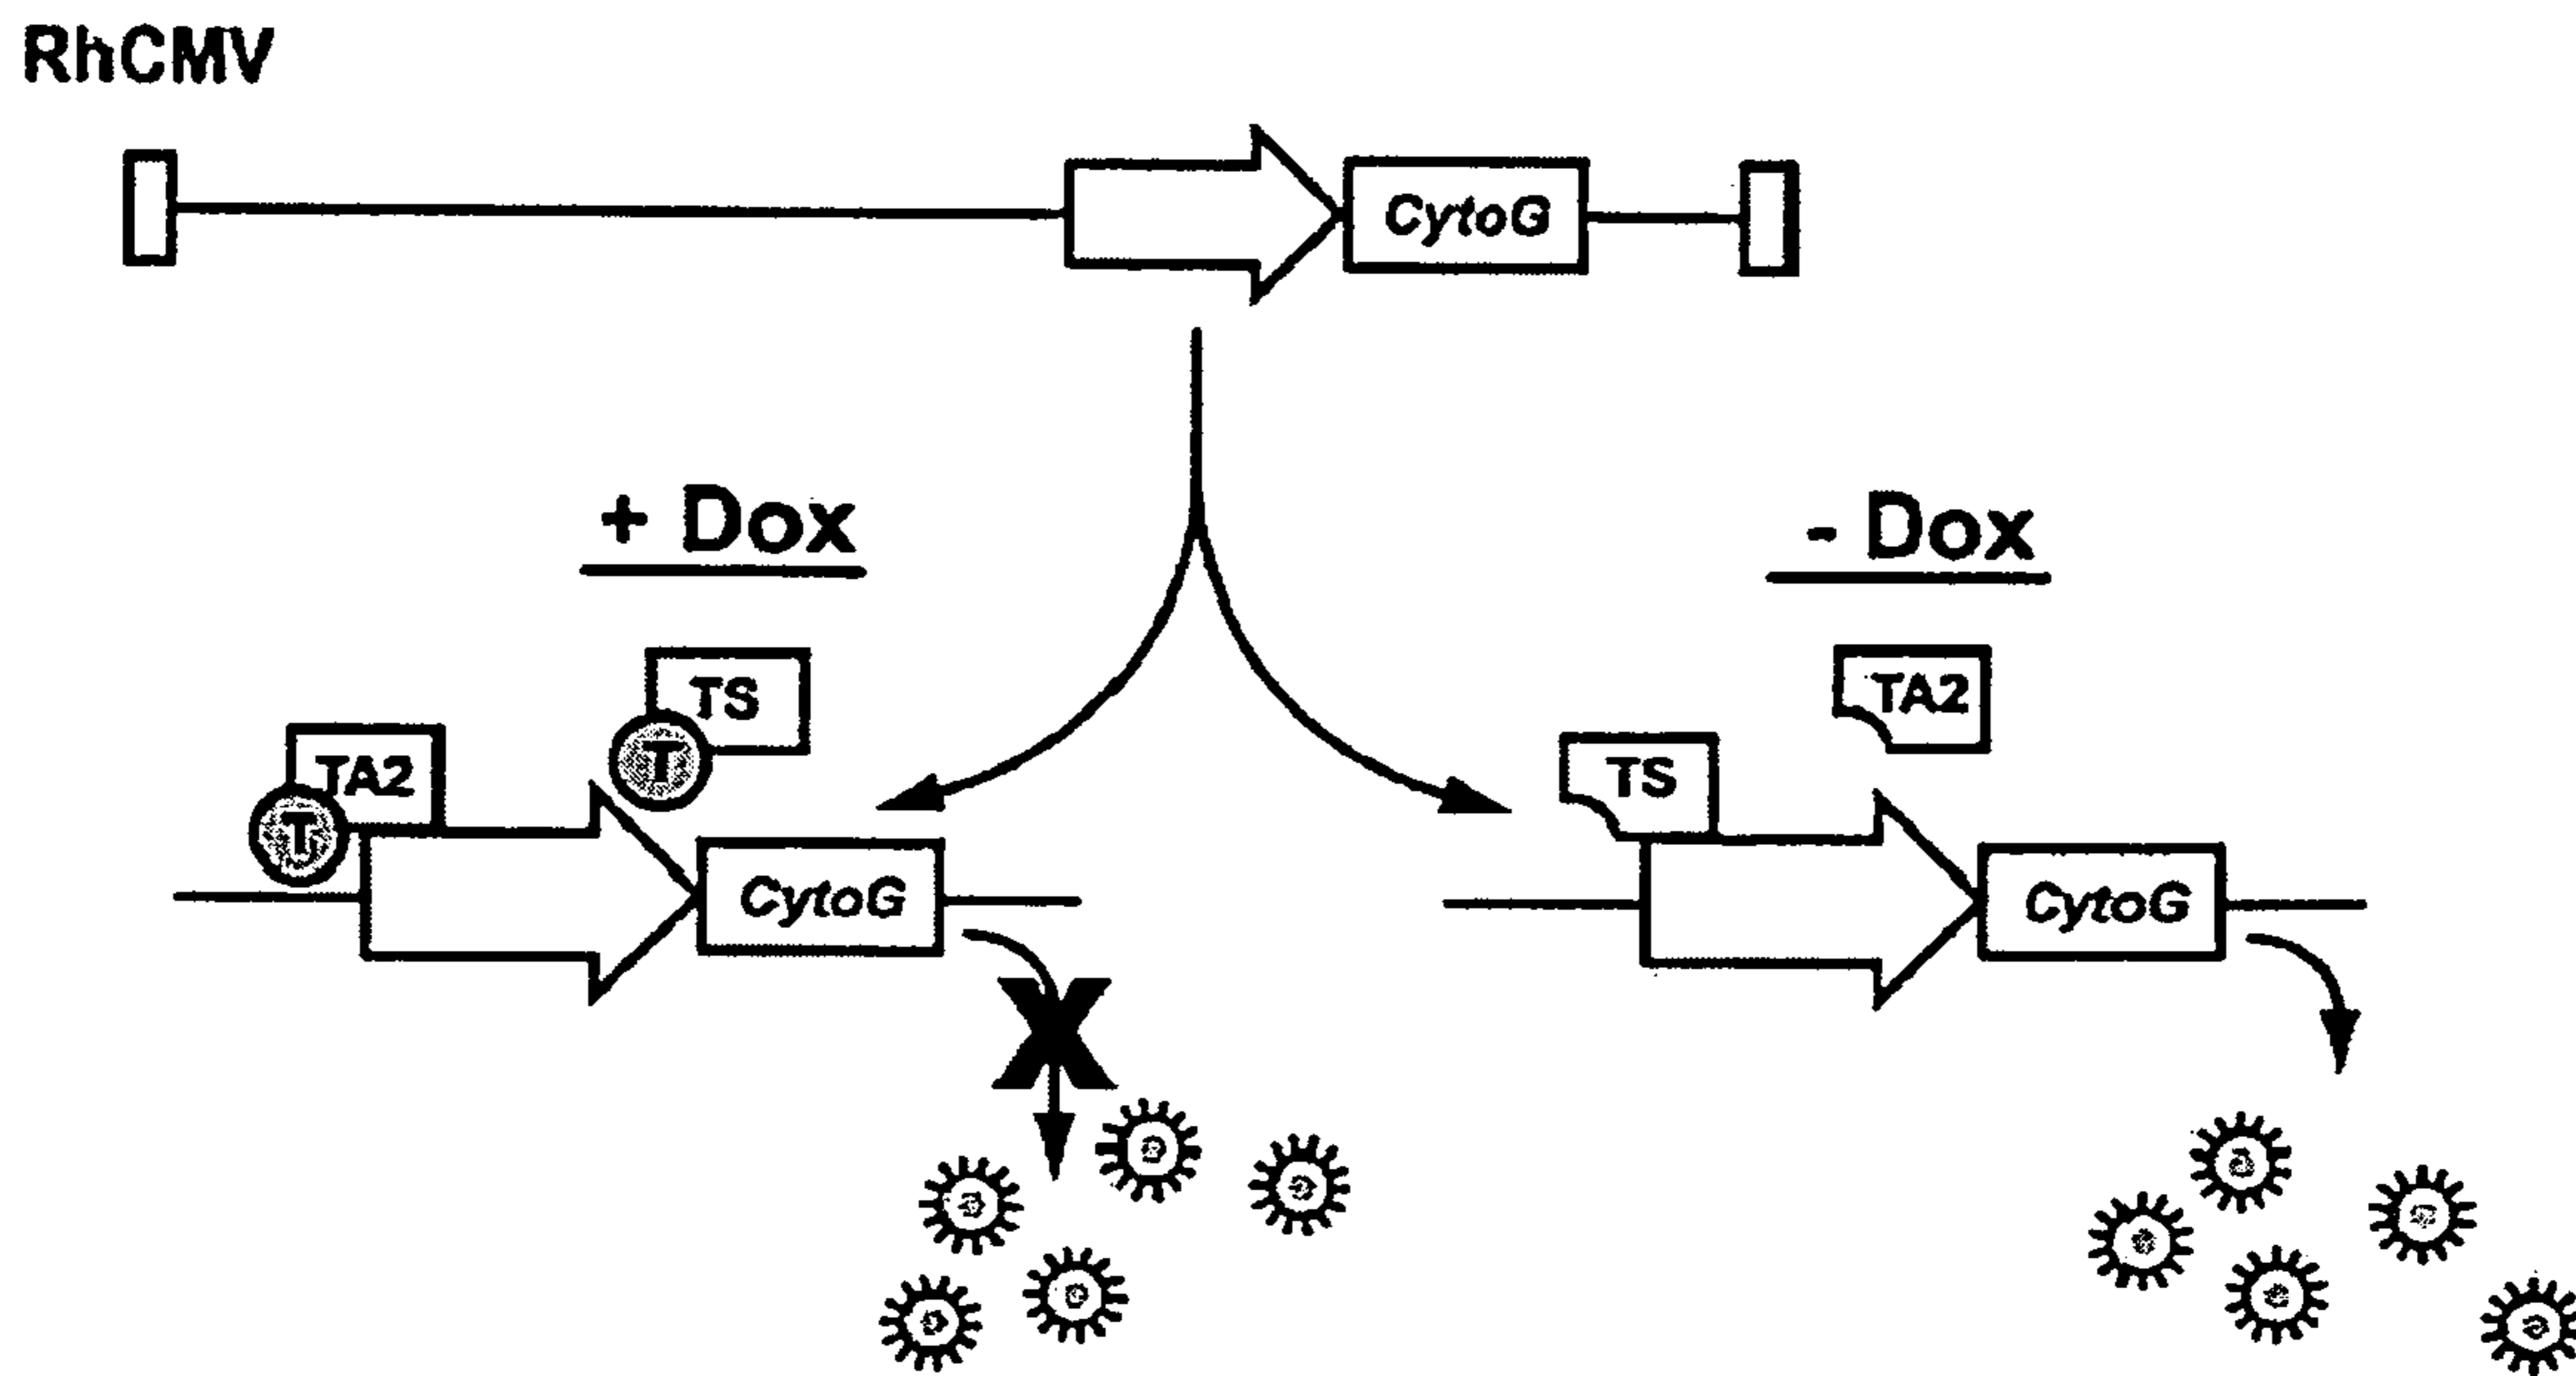 RhCMV
CytoG
+ Dox
- Dox
TS
T
TA2
T
CytoG
X
TA2
TS
CytoG